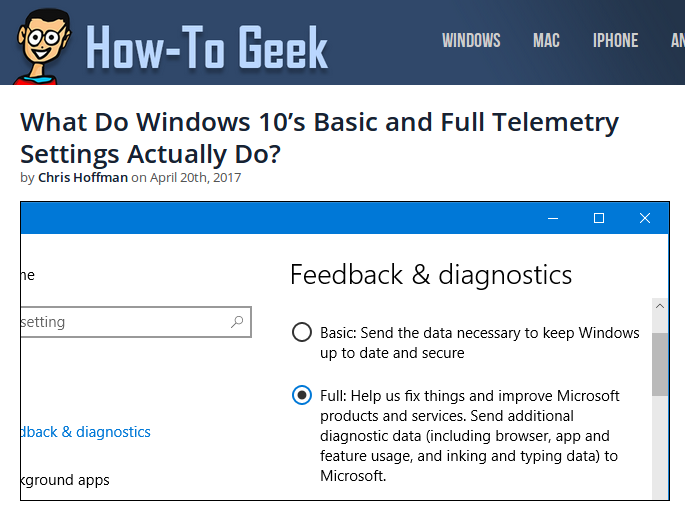 How-To Geek
WINDOWS MAC IPHONE AN
What Do Windows 10’s Basic and Full Telemetry
Settings Actually Do?
by Chris Hoffman on April 20th, 2017
me
setting
dback & diagnostics
kground apps
Feedback & diagnostics
Basic: Send the data necessary to keep Windows
up to date and secure
Full: Help us fix things and improve Microsoft
products and services. Send additional
diagnostic data (including browser, app and
feature usage, and inking and typing data) to
Microsoft.